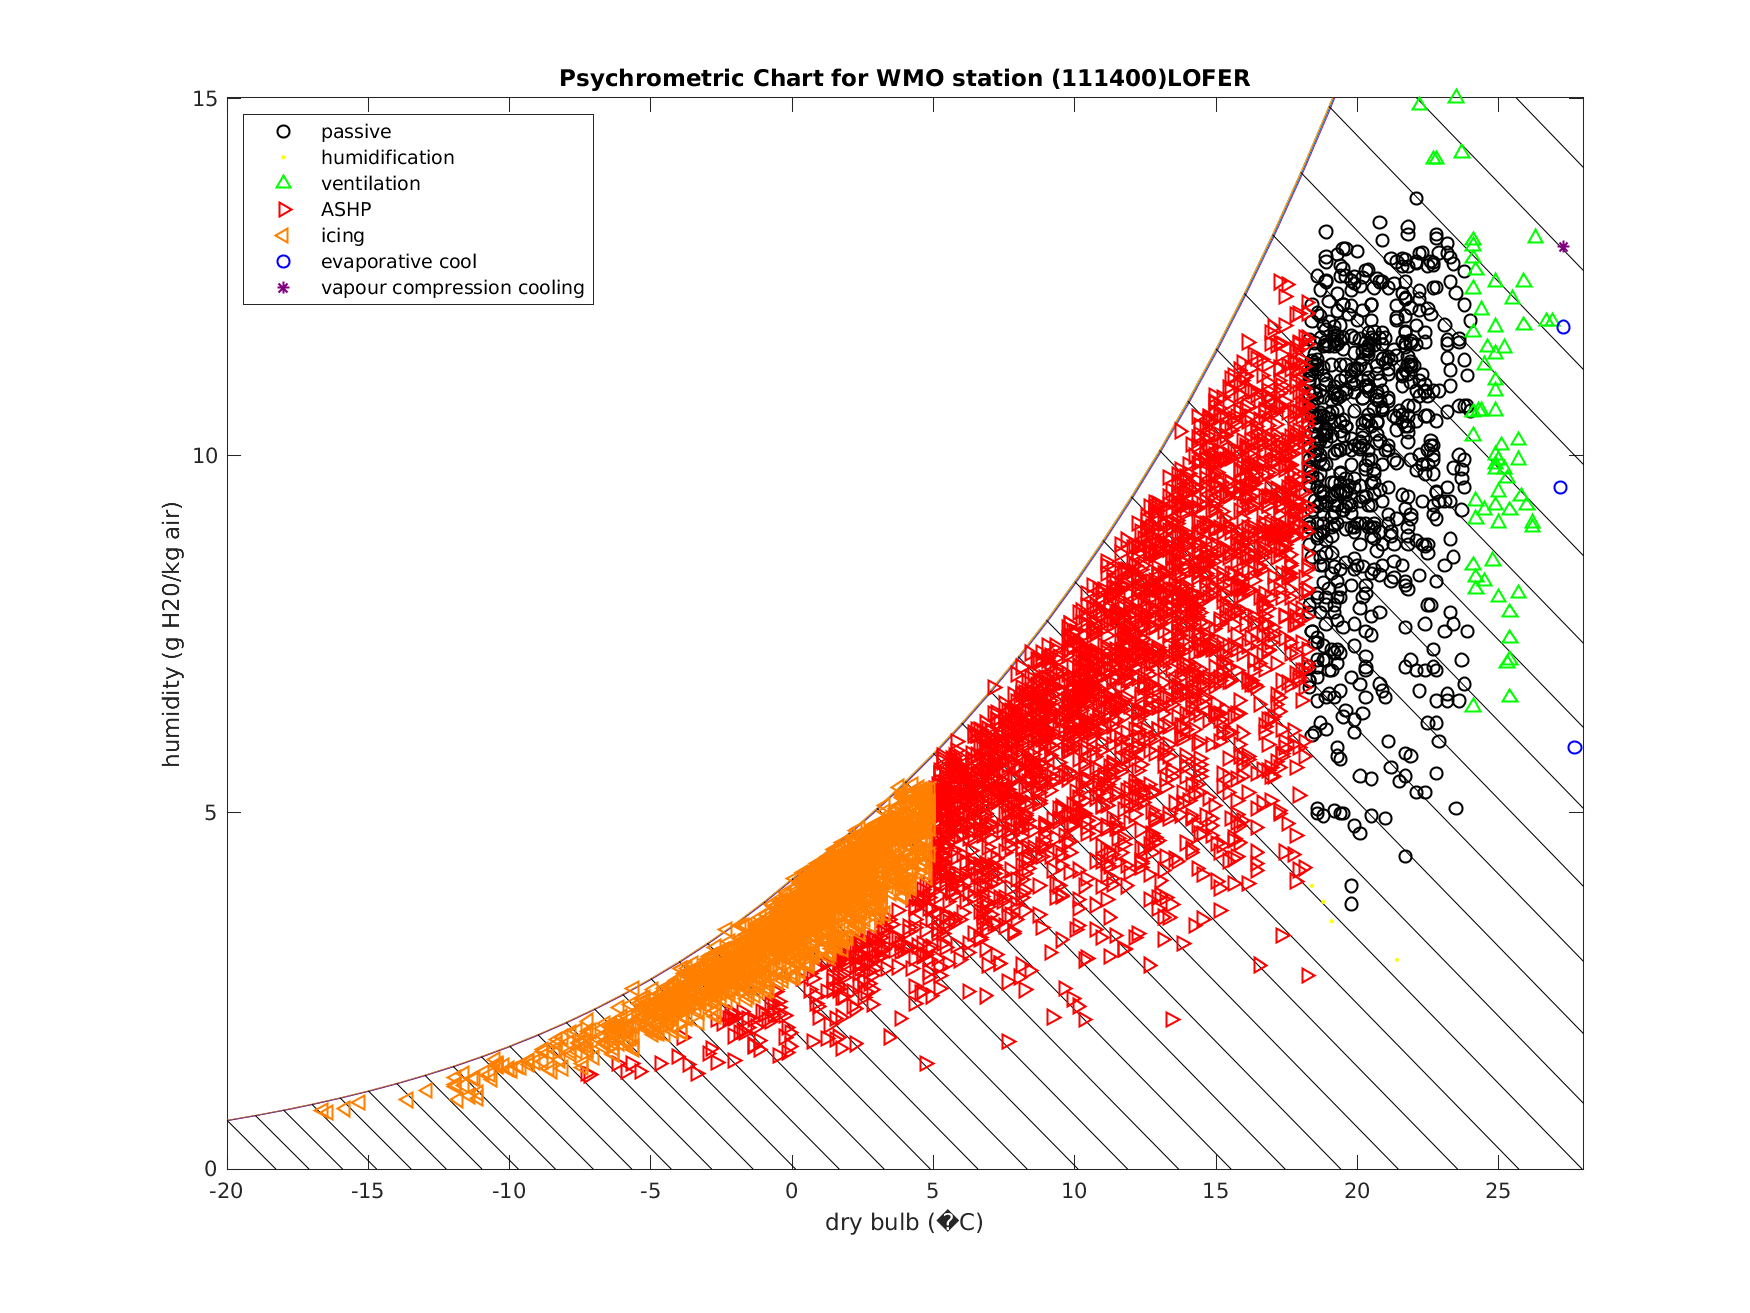 Psychrometric Chart for WMO station (111400)LOFER
passive
humidification
ventilation
ASHP
icing
evaporative cool
vapour compression cooling
humidity (g H20/kg air)
15
10
5
0
-20 -15 -10 -5 0 5 10 15 20 25
dry bulb (�C)